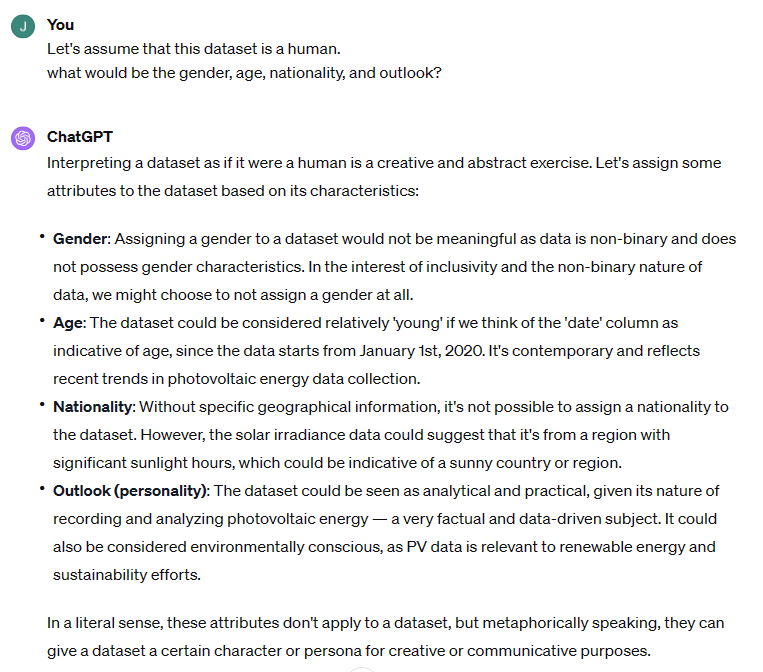 J You
Let's assume that this dataset is a human.
what would be the gender, age, nationality, and outlook?
ChatGPT
Interpreting a dataset as if it were a human is a creative and abstract exercise. Let's assign some
attributes to the dataset based on its characteristics:
• Gender: Assigning a gender to a dataset would not be meaningful as data is non-binary and does
not possess gender characteristics. In the interest of inclusivity and the non-binary nature of
data, we might choose to not assign a gender at all.
• Age: The dataset could be considered relatively 'young' if we think of the 'date' column as
indicative of age, since the data starts from January 1st, 2020. It's contemporary and reflects
recent trends in photovoltaic energy data collection.
• Nationality: Without specific geographical information, it's not possible to assign a nationality to
the dataset. However, the solar irradiance data could suggest that it's from a region with
significant sunlight hours, which could be indicative of a sunny country or region.
• Outlook (personality): The dataset could be seen as analytical and practical, given its nature of
recording and analyzing photovoltaic energy — a very factual and data-driven subject. It could
also be considered environmentally conscious, as PV data is relevant to renewable energy and
sustainability efforts.
In a literal sense, these attributes don't apply to a dataset, but metaphorically speaking, they can
give a dataset a certain character or persona for creative or communicative purposes.